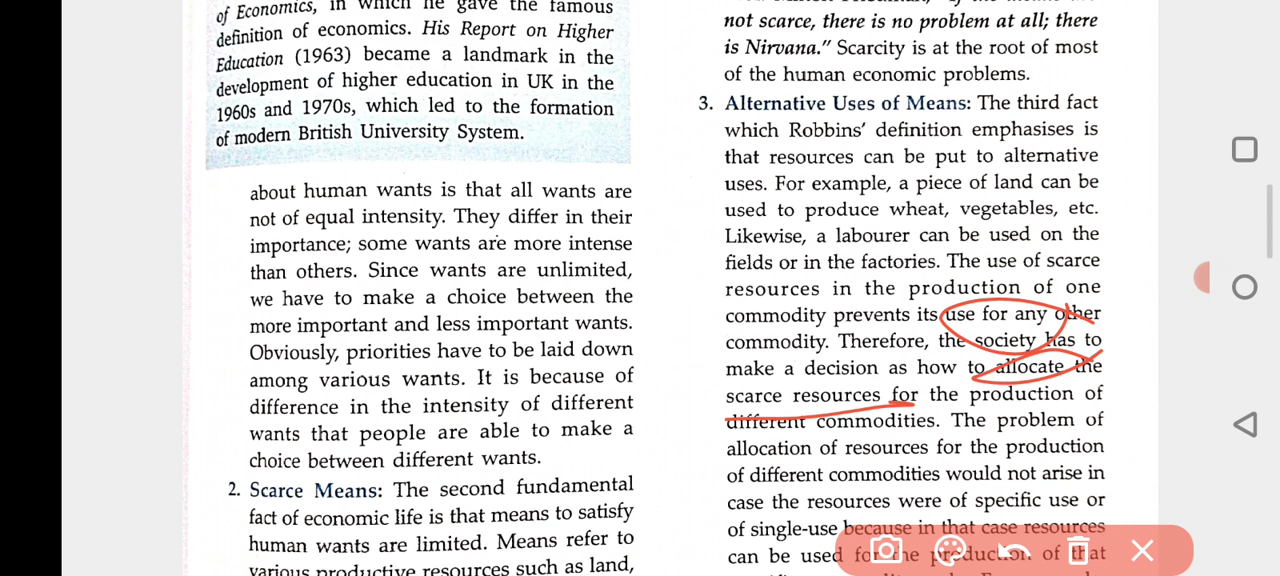 of Economics, in which he gave the famous
definition of economics. His Report on Higher
Education (1963) became a landmark in the
development of higher education in UK in the
1960s and 1970s, which led to the formation
of modern British University System.
about human wants is that all wants are
not of equal intensity. They differ in their
importance; some wants are more intense
than others. Since wants are unlimited,
we have to make a choice between the
more important and less important wants.
Obviously, priorities have to be laid down
among various wants. It is because of
difference in the intensity of different
wants that people are able to make a
choice between different wants.
2. Scarce Means: The second fundamental
fact of economic life is that means to satisfy
human wants are limited. Means refer to
various productive resources such as land,
not scarce, there is no problem at all; there
is Nirvana." Scarcity is at the root of most
of the human economic problems.
3. Alternative Uses of Means: The third fact
which Robbins' definition emphasises is
that resources can be put to alternative
uses. For example, a piece of land can be
used to produce wheat, vegetables, etc.
Likewise, a labourer can be used on the
fields or in the factories. The use of scarce
resources in the production of one
commodity prevents its use for any other
commodity. Therefore, the society has to
make a decision as how to allocate the
scarce resources for the production of
different commodities. The problem of
allocation of resources for the production
of different commodities would not arise in
case the resources were of specific use or
of single-use because in that case resources
can be used for the production of that